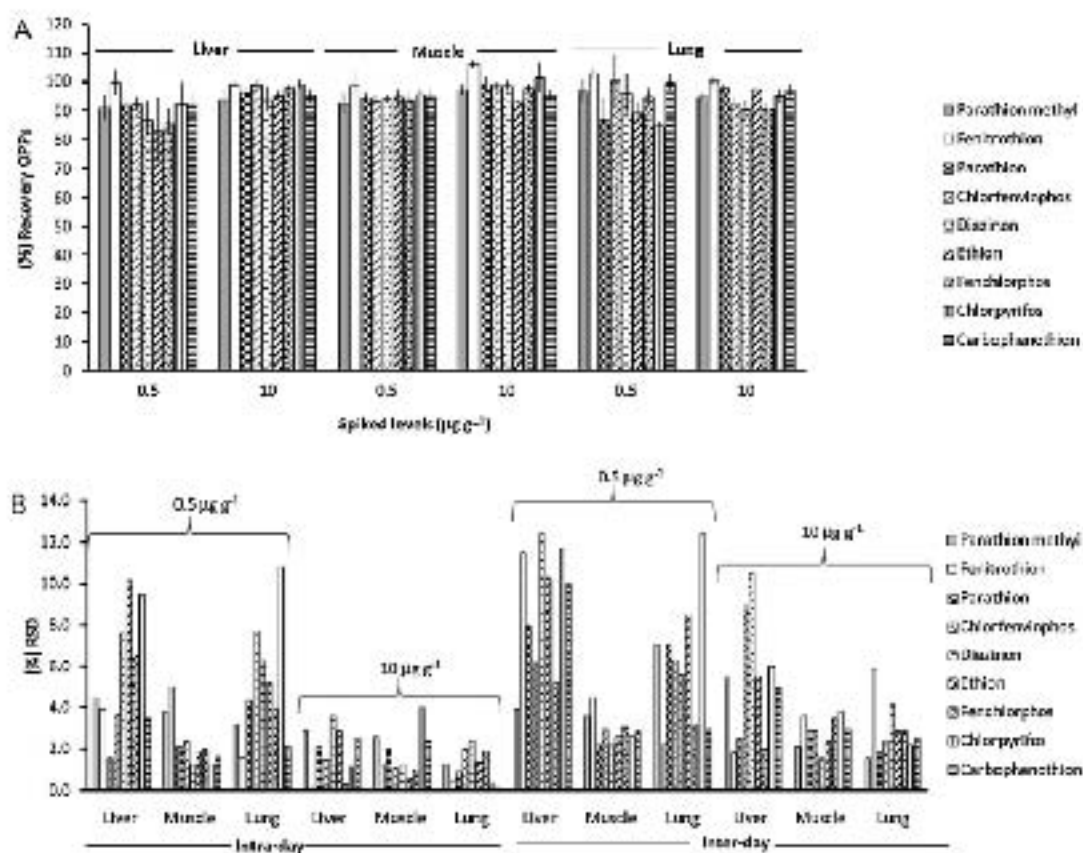 A
Liver
Muscle
Lung
(%) Recovery OPPs
120
110
100
90
80
70
60
50
40
30
20
10
0
0.5 10 0.5 10 0.5 10
Spiked levels (µg g⁻¹)
Parathion methyl
Fenitrothion
Parathion
Chlorfenvinphos
Diazinon
Ethion
Fenchlorphos
Chlorpyrifos
Carbophenothion
B
[%] RSD
14.0
12.0
10.0
8.0
6.0
4.0
2.0
0.0
0.5 µg g⁻¹
10 µg g⁻¹
0.5 µg g⁻¹
10 µg g⁻¹
Liver Muscle Lung Liver Muscle Lung Liver Muscle Lung Liver Muscle Lung
Intra-day Inter-day
Parathion methyl
Fenitrothion
Parathion
Chlorfenvinphos
Diazinon
Ethion
Fenchlorphos
Chlorpyrifos
Carbophenothion